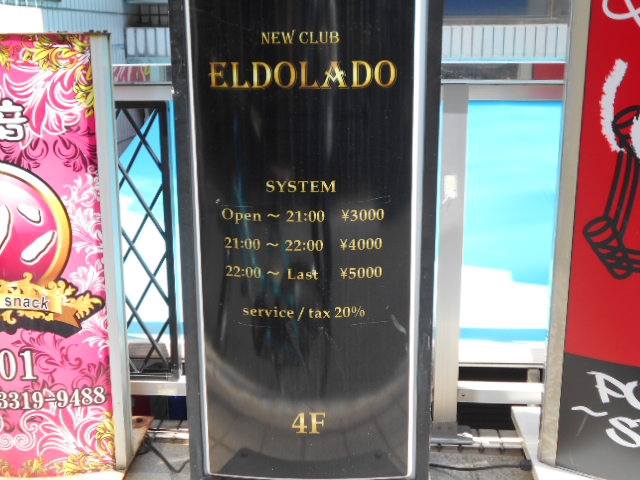 NEW CLUB
ELDOLADO
SYSTEM
Open ～ 21:00 ¥3000
21:00 ～ 22:00 ¥4000
22:00 ～ Last ¥5000
service / tax 20%
4F
snack
01
3319-9488